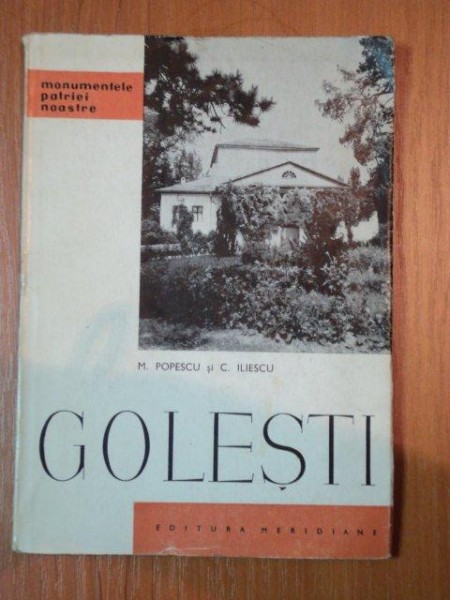 monumentele
patriei
noastre
M. POPESCU și C. ILIESCU
GOLEȘTI
EDITURA MERIDIANE